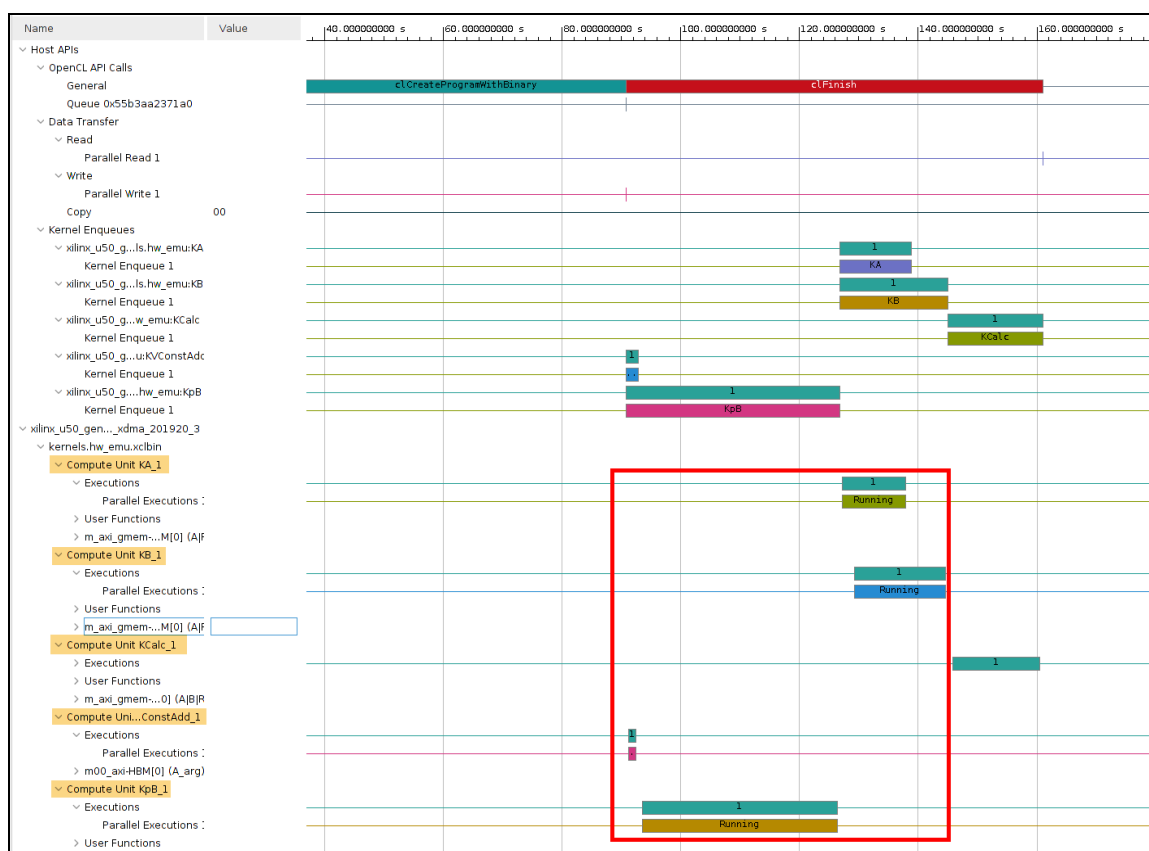 Name Value 40.000000000 s 60.000000000 s 80.000000000 s 100.000000000 s 120.000000000 s 140.000000000 s 160.000000000 s
Host APIs
OpenCL API Calls
General clCreateProgramWithBinary clFinish
Queue 0x55b3aa2371a0
Data Transfer
Read
Parallel Read 1
Write
Parallel Write 1
Copy 00
Kernel Enqueues
xilinx_u50_g...ls.hw_emu:KA 1
Kernel Enqueue 1 KA
xilinx_u50_g...ls.hw_emu:KB 1
Kernel Enqueue 1 KB
xilinx_u50_g...w_emu:KCalc 1
Kernel Enqueue 1 KCalc
xilinx_u50_g...u:KVConstAdd 1
Kernel Enqueue 1 ..
xilinx_u50_g....hw_emu:KpB 1
Kernel Enqueue 1 KpB
xilinx_u50_gen..._xdma_201920_3
kernels.hw_emu.xclbin
Compute Unit KA_1
Executions 1
Parallel Executions Running
User Functions
m_axi_gmem-...M[0] (A|R
Compute Unit KB_1
Executions 1
Parallel Executions Running
User Functions
m_axi_gmem-...M[0] (A|R
Compute Unit KCalc_1
Executions 1
User Functions
m_axi_gmem-...0] (A|B|R
Compute Uni...ConstAdd_1
Executions 1
Parallel Executions .
m00_axi-HBM[0] (A_arg)
Compute Unit KpB_1
Executions 1
Parallel Executions Running
User Functions